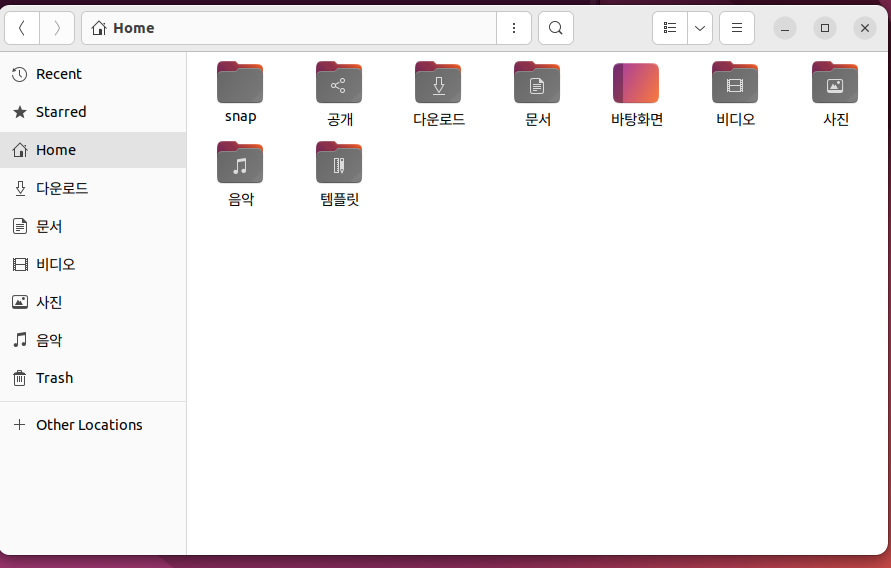 Home
Recent
Starred
Home
다운로드
문서
비디오
사진
음악
Trash
Other Locations
snap
공개
다운로드
문서
바탕화면
비디오
사진
음악
템플릿